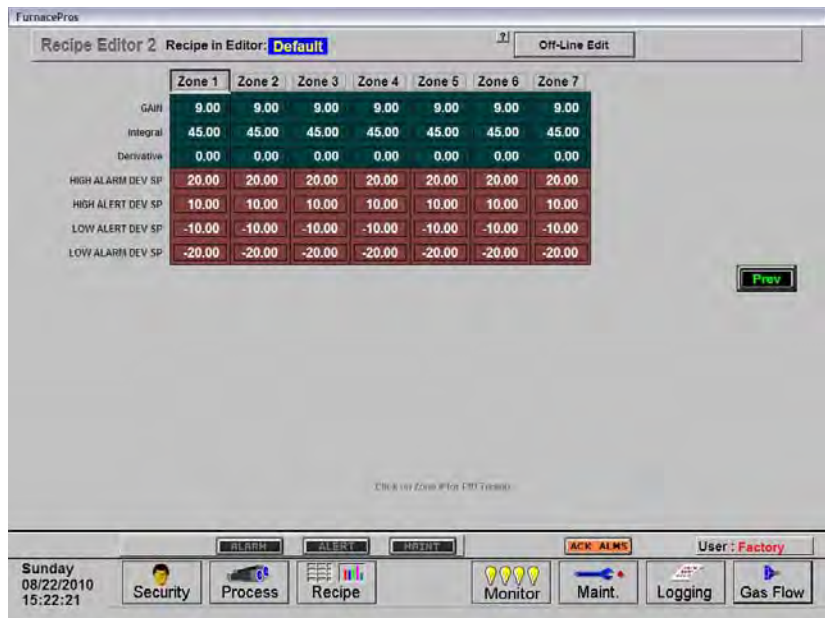 FurnacePros
Recipe Editor 2 Recipe in Editor: Default ? Off-Line Edit
Zone 1 Zone 2 Zone 3 Zone 4 Zone 5 Zone 6 Zone 7
GAIN 9.00 9.00 9.00 9.00 9.00 9.00 9.00
Integral 45.00 45.00 45.00 45.00 45.00 45.00 45.00
Derivative 0.00 0.00 0.00 0.00 0.00 0.00 0.00
HIGH ALARM DEV SP 20.00 20.00 20.00 20.00 20.00 20.00 20.00
HIGH ALERT DEV SP 10.00 10.00 10.00 10.00 10.00 10.00 10.00
LOW ALERT DEV SP -10.00 -10.00 -10.00 -10.00 -10.00 -10.00 -10.00
LOW ALARM DEV SP -20.00 -20.00 -20.00 -20.00 -20.00 -20.00 -20.00
Prev
Click on Zone # for PID
ALARM ALERT MAINT ACK ALMS User : Factory
Sunday
08/22/2010
15:22:21
Security Process Recipe Monitor Maint. Logging Gas Flow